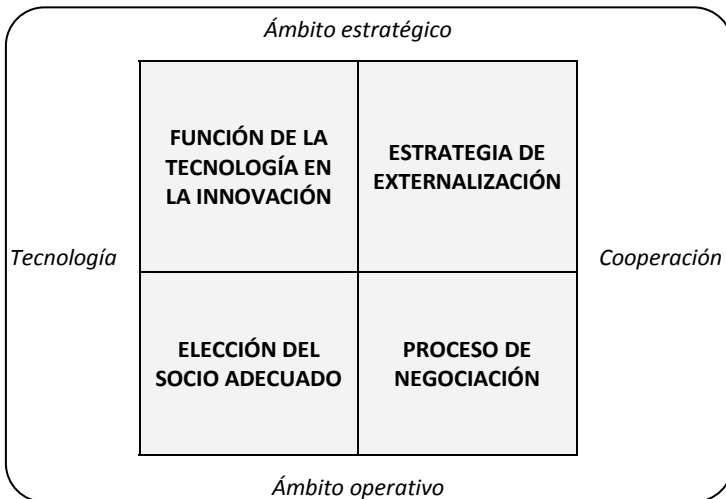 Ámbito estratégico
FUNCIÓN DE LA
TECNOLOGÍA EN
LA INNOVACIÓN
ESTRATEGIA DE
EXTERNALIZACIÓN
Tecnología
Cooperación
ELECCIÓN DEL
SOCIO ADECUADO
PROCESO DE
NEGOCIACIÓN
Ámbito operativo